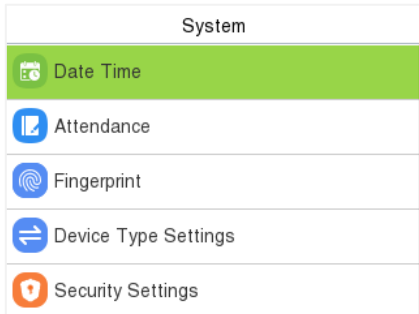 System
Date Time
Attendance
Fingerprint
Device Type Settings
Security Settings